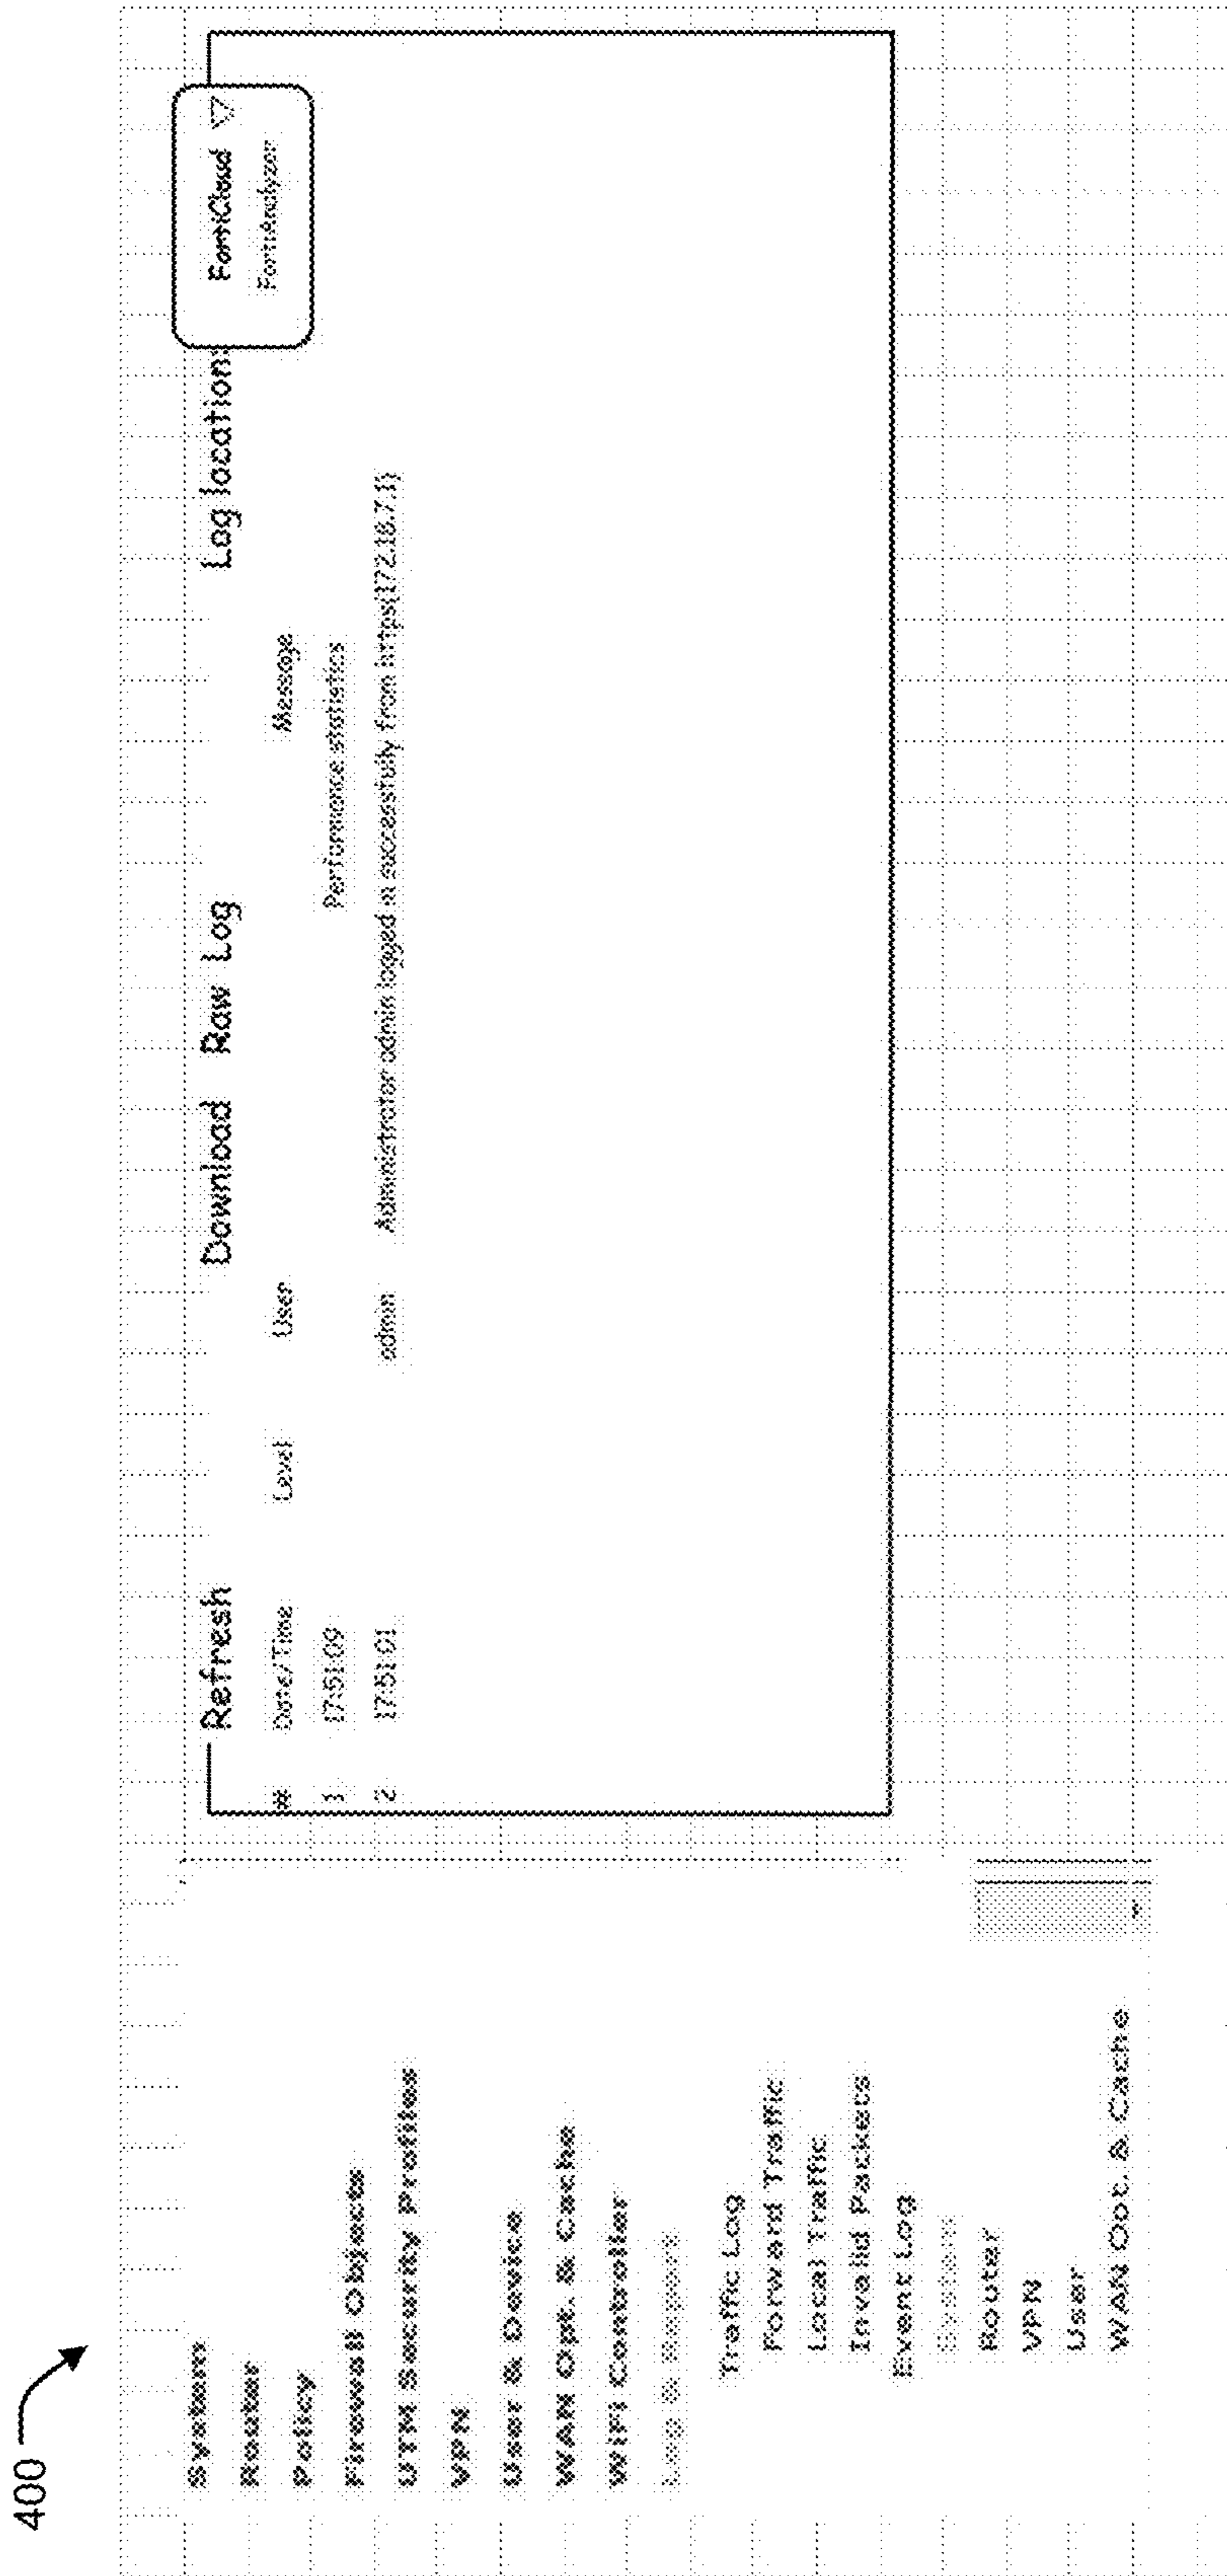 400
System
Router
Policy
Firewall Objects
UTM Security Profiles
VPN
User & Device
WAN Opt. & Cache
WiFi Controller
Log & Report
Traffic Log
Forward Traffic
Local Traffic
Invalid Packets
Event Log
System
Router
VPN
User
WAN Opt. & Cache
Refresh Download Raw Log Log location: FortiCloud
FortiAnalyzer
# Date/Time Level User Message
1 17:51:09 Performance statistics
2 17:51:01 admin Administrator admin logged in successfully from https(172.18.7.1)